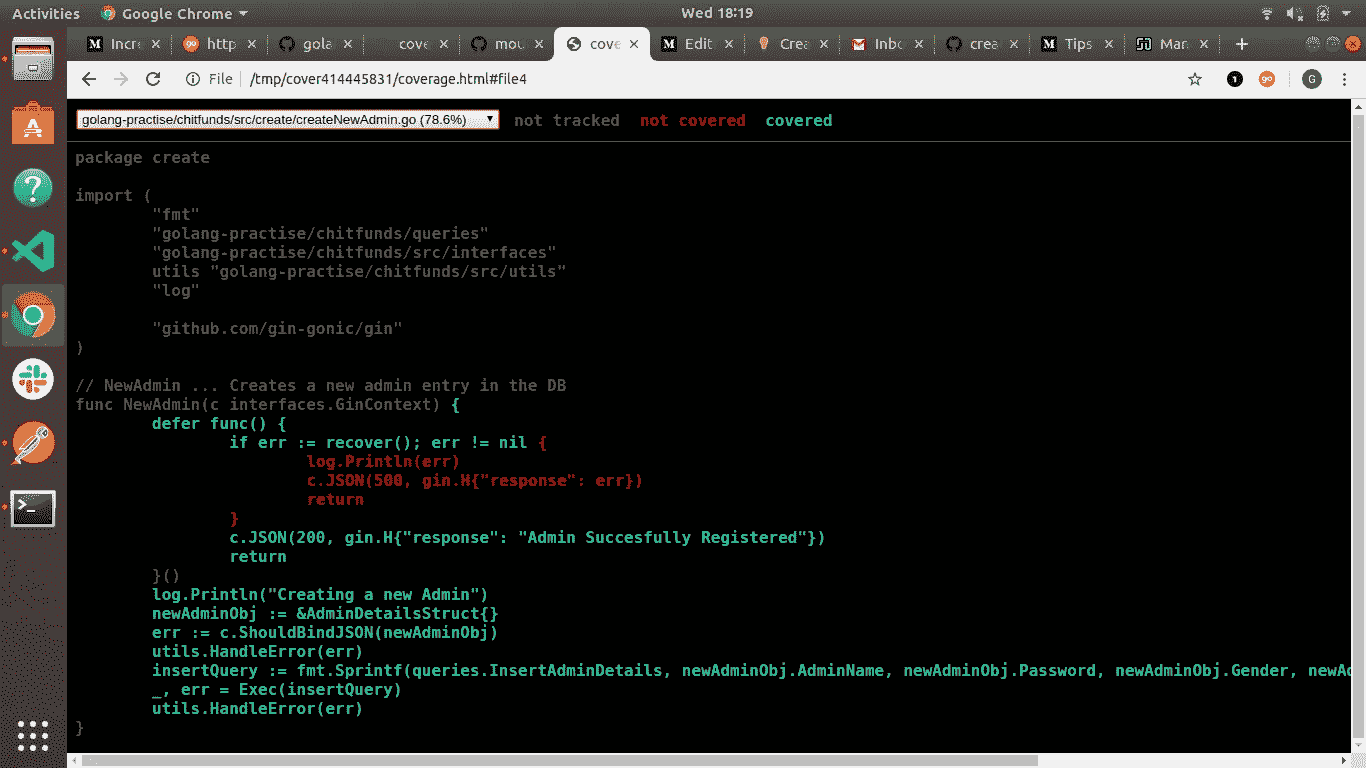 Activities Google Chrome Wed 18:19
Incre http gola cove mou cove Edit Crea Inbc crea Tips Man
File /tmp/cover414445831/coverage.html#file4 1 GO G
golang-practise/chitfunds/src/create/createNewAdmin.go (78.6%) not tracked not covered covered
package create
import (
"fmt"
"golang-practise/chitfunds/queries"
"golang-practise/chitfunds/src/interfaces"
utils "golang-practise/chitfunds/src/utils"
"log"
"github.com/gin-gonic/gin"
)
// NewAdmin ... Creates a new admin entry in the DB
func NewAdmin(c interfaces.GinContext) {
defer func() {
if err := recover(); err != nil {
log.Println(err)
c.JSON(500, gin.H{"response": err})
return
}
c.JSON(200, gin.H{"response": "Admin Succesfully Registered"})
return
}()
log.Println("Creating a new Admin")
newAdminObj := &AdminDetailsStruct{}
err := c.ShouldBindJSON(newAdminObj)
utils.HandleError(err)
insertQuery := fmt.Sprintf(queries.InsertAdminDetails, newAdminObj.AdminName, newAdminObj.Password, newAdminObj.Gender, newAd
_, err = Exec(insertQuery)
utils.HandleError(err)
}